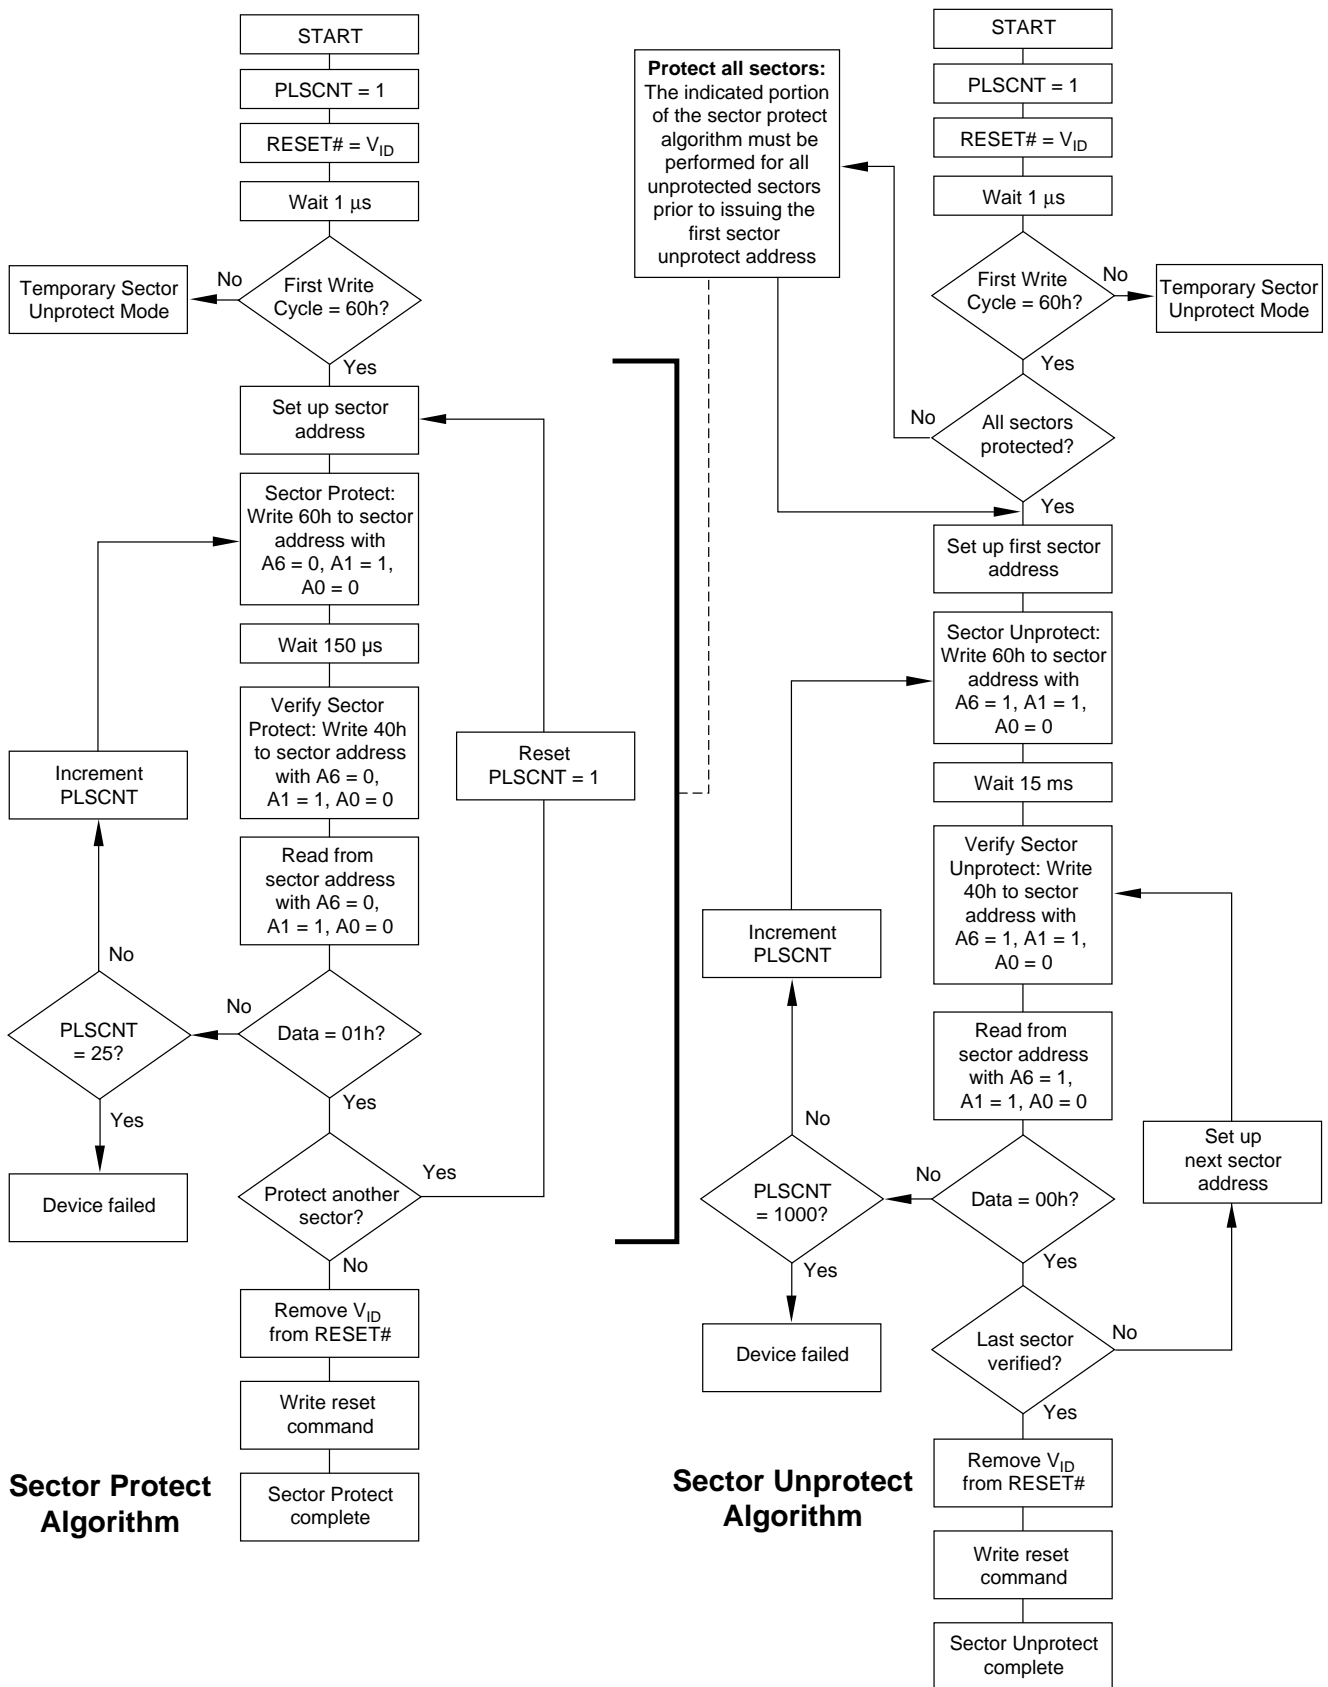 START
PLSCNT = 1
RESET# = VID
Wait 1 μs
First Write
Cycle = 60h?
No
Temporary Sector
Unprotect Mode
Yes
Set up sector
address
Sector Protect:
Write 60h to sector
address with
A6 = 0, A1 = 1,
A0 = 0
Wait 150 µs
Verify Sector
Protect: Write 40h
to sector address
with A6 = 0,
A1 = 1, A0 = 0
Reset
PLSCNT = 1
Increment
PLSCNT
Read from
sector address
with A6 = 0,
A1 = 1, A0 = 0
No
No
PLSCNT
= 25?
Data = 01h?
Yes
Yes
Device failed
Protect another
sector?
Yes
No
Remove VID
from RESET#
Write reset
command
Sector Protect
complete
Sector Protect
Algorithm
Protect all sectors:
The indicated portion
of the sector protect
algorithm must be
performed for all
unprotected sectors
prior to issuing the
first sector
unprotect address
START
PLSCNT = 1
RESET# = VID
Wait 1 μs
First Write
Cycle = 60h?
No
Temporary Sector
Unprotect Mode
Yes
No
All sectors
protected?
Yes
Set up first sector
address
Sector Unprotect:
Write 60h to sector
address with
A6 = 1, A1 = 1,
A0 = 0
Wait 15 ms
Verify Sector
Unprotect: Write
40h to sector
address with
A6 = 1, A1 = 1,
A0 = 0
Increment
PLSCNT
Read from
sector address
with A6 = 1,
A1 = 1, A0 = 0
No
No
PLSCNT
= 1000?
Data = 00h?
Set up
next sector
address
Yes
Yes
Device failed
Last sector
verified?
No
Yes
Remove VID
from RESET#
Write reset
command
Sector Unprotect
complete
Sector Unprotect
Algorithm